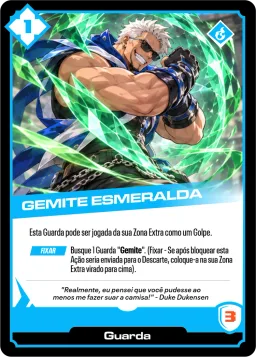 1
GEMITE ESMERALDA
Esta Guarda pode ser jogada da sua Zona Extra como um Golpe.
FIXAR Busque 1 Guarda "Gemite". (Fixar - Se após bloquear esta
Ação seria enviada para o Descarte, coloque-a na sua Zona
Extra virado para cima).
"Realmente, eu pensei que você pudesse ao
menos me fazer suar a camisa!" - Duke Dukensen
3
Guarda